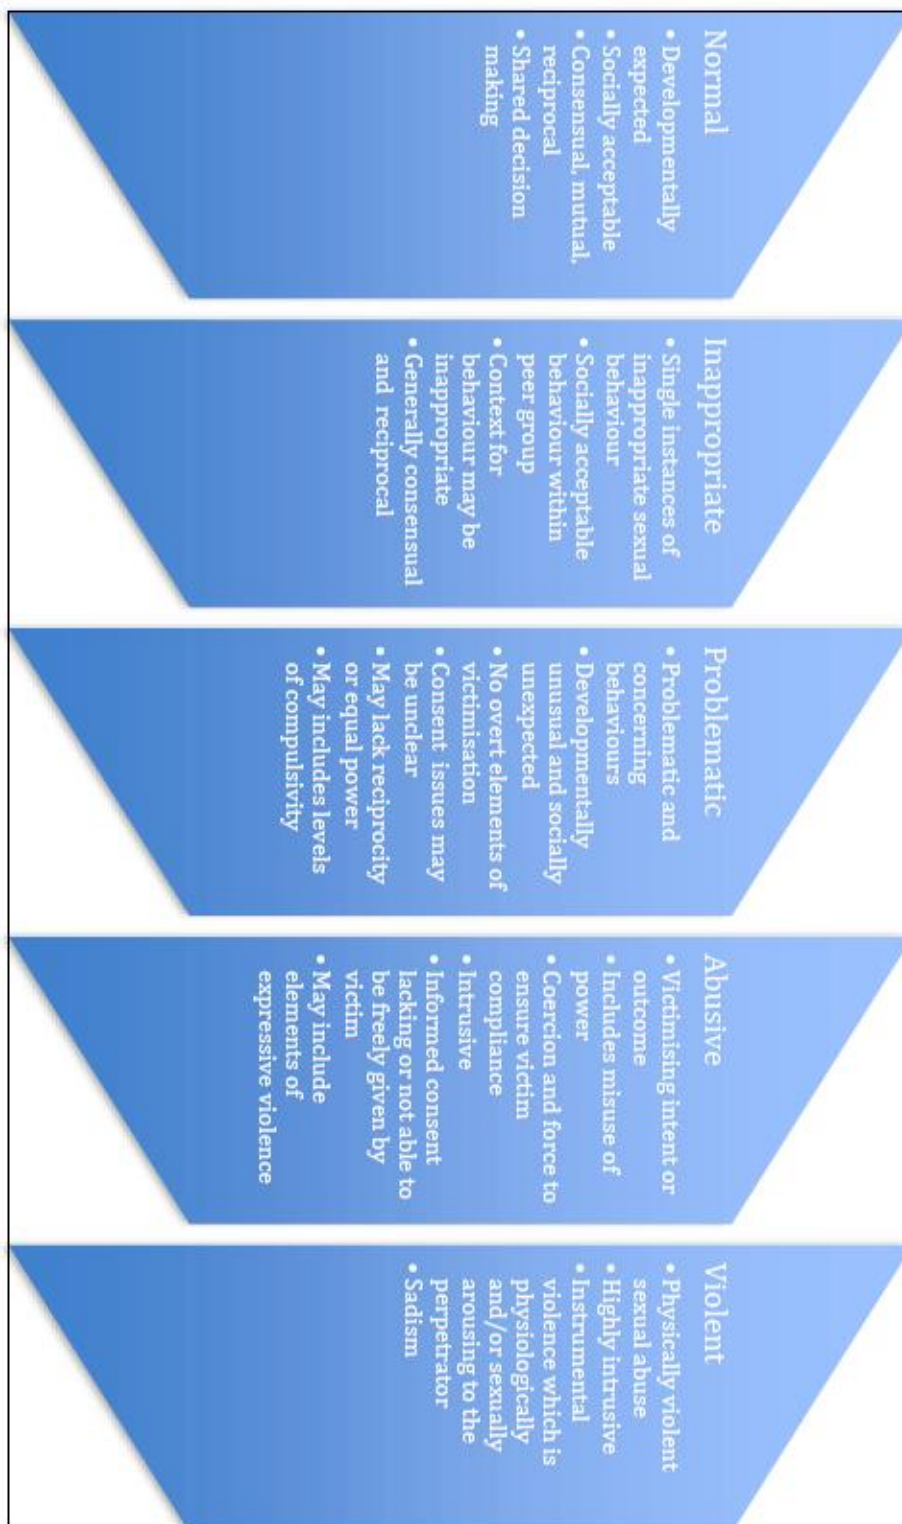 Normal
• Developmentally
expected
• Socially acceptable
• Consensual, mutual,
reciprocal
• Shared decision
making
Inappropriate
• Single instances of
inappropriate sexual
behaviour
• Socially acceptable
behaviour within
peer group
• Context for
behaviour may be
inappropriate
• Generally consensual
and reciprocal
Problematic
• Problematic and
concerning
behaviours
• Developmentally
unusual and socially
unexpected
• No overt elements of
victimisation
• Consent issues may
be unclear
• May lack reciprocity
or equal power
• May includes levels
of compulsivity
Abusive
• Victimising intent or
outcome
• Includes misuse of
power
• Coercion and force to
ensure victim
compliance
• Intrusive
• Informed consent
lacking or not able to
be freely given by
victim
• May include
elements of
expressive violence
Violent
• Physically violent
sexual abuse
• Highly intrusive
• Instrumental
violence which is
physiologically
and/or sexually
arousing to the
perpetrator
• Sadism